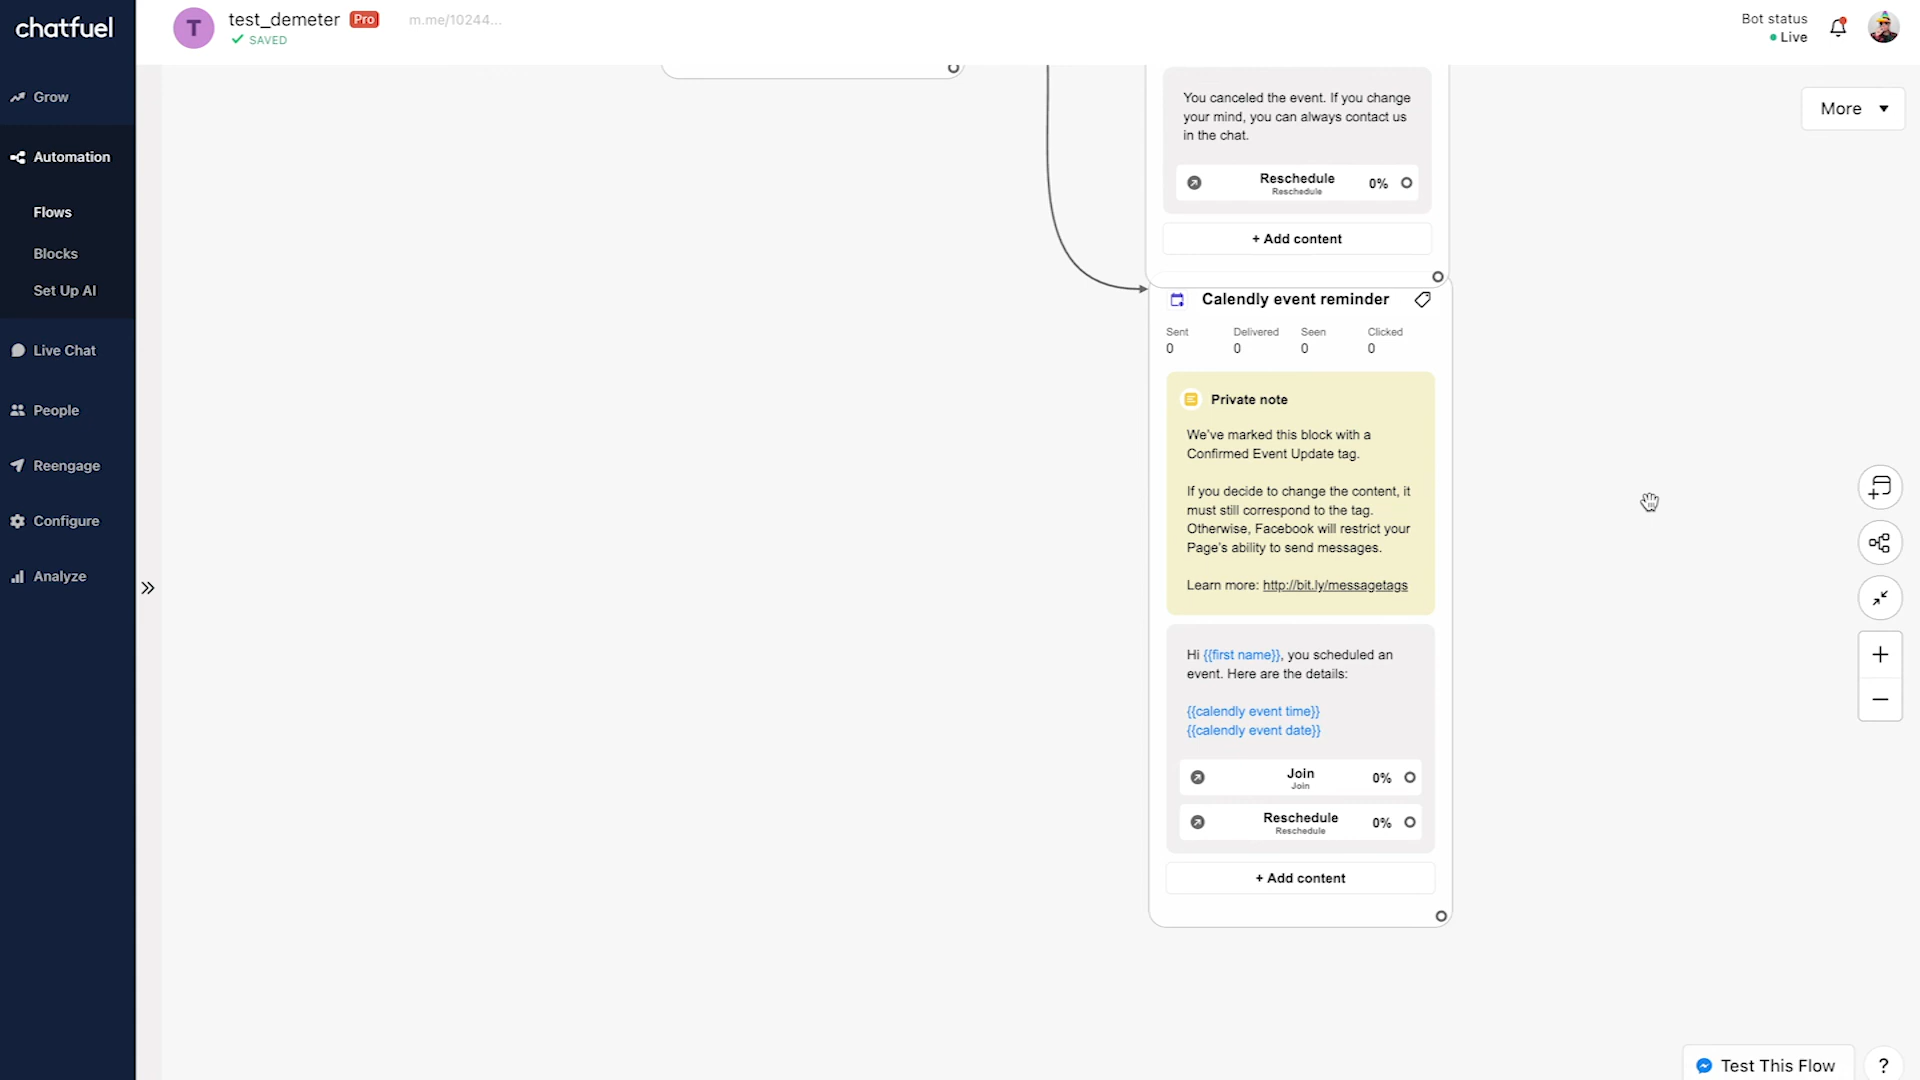 chatfuel
T
test_demeter Pro m.me/10244...
SAVED
Bot status
Live
Grow
Automation
Flows
Blocks
Set Up AI
Live Chat
People
Reengage
Configure
Analyze
More
You canceled the event. If you change
your mind, you can always contact us
in the chat.
Reschedule 0%
Reschedule
+ Add content
Calendly event reminder
Sent Delivered Seen Clicked
0 0 0 0
Private note
We've marked this block with a
Confirmed Event Update tag.
If you decide to change the content, it
must still correspond to the tag.
Otherwise, Facebook will restrict your
Page's ability to send messages.
Learn more: http://bit.ly/messagetags
Hi {{first name}}, you scheduled an
event. Here are the details:
{{calendly event time}}
{{calendly event date}}
Join 0%
Join
Reschedule 0%
Reschedule
+ Add content
Test This Flow ?